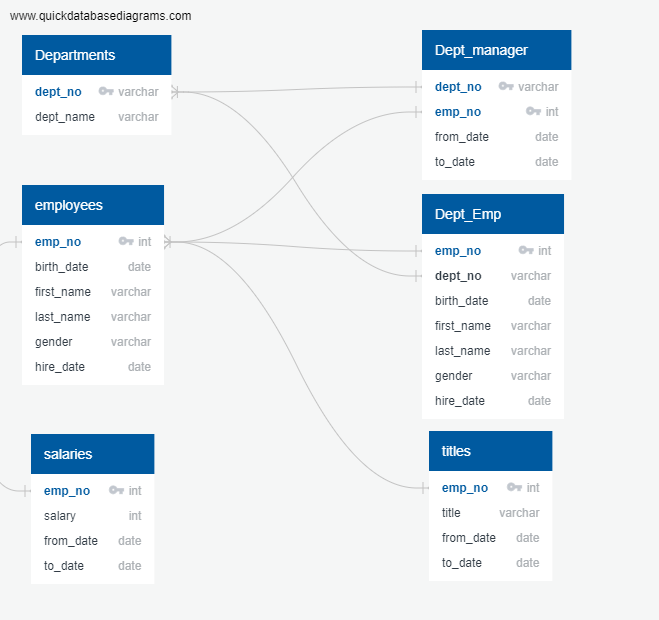 www.quickdatabasediagrams.com
Departments
dept_no varchar
dept_name varchar
employees
emp_no int
birth_date date
first_name varchar
last_name varchar
gender varchar
hire_date date
salaries
emp_no int
salary int
from_date date
to_date date
Dept_manager
dept_no varchar
emp_no int
from_date date
to_date date
Dept_Emp
emp_no int
dept_no varchar
birth_date date
first_name varchar
last_name varchar
gender varchar
hire_date date
titles
emp_no int
title varchar
from_date date
to_date date